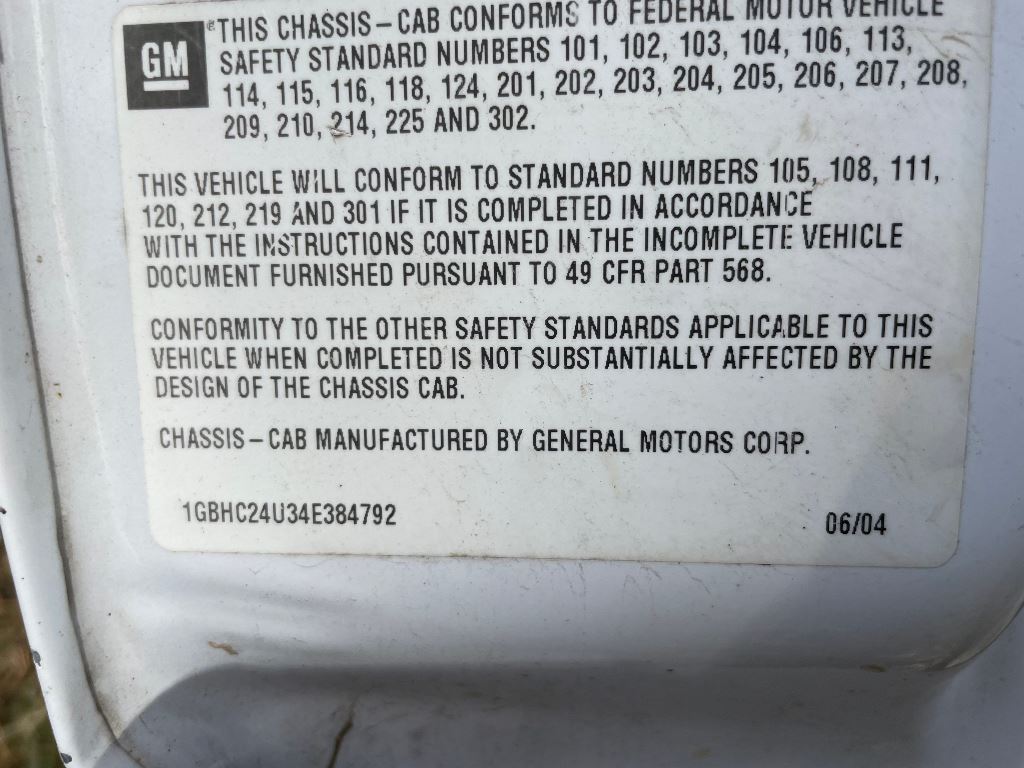 GM
® THIS CHASSIS-CAB CONFORMS TO FEDERAL MOTOR VEHICLE
SAFETY STANDARD NUMBERS 101, 102, 103, 104, 106, 113,
114, 115, 116, 118, 124, 201, 202, 203, 204, 205, 206, 207, 208,
209, 210, 214, 225 AND 302.
THIS VEHICLE WILL CONFORM TO STANDARD NUMBERS 105, 108, 111,
120, 212, 219 AND 301 IF IT IS COMPLETED IN ACCORDANCE
WITH THE INSTRUCTIONS CONTAINED IN THE INCOMPLETE VEHICLE
DOCUMENT FURNISHED PURSUANT TO 49 CFR PART 568.
CONFORMITY TO THE OTHER SAFETY STANDARDS APPLICABLE TO THIS
VEHICLE WHEN COMPLETED IS NOT SUBSTANTIALLY AFFECTED BY THE
DESIGN OF THE CHASSIS CAB.
CHASSIS-CAB MANUFACTURED BY GENERAL MOTORS CORP.
1GBHC24U34E384792
06/04